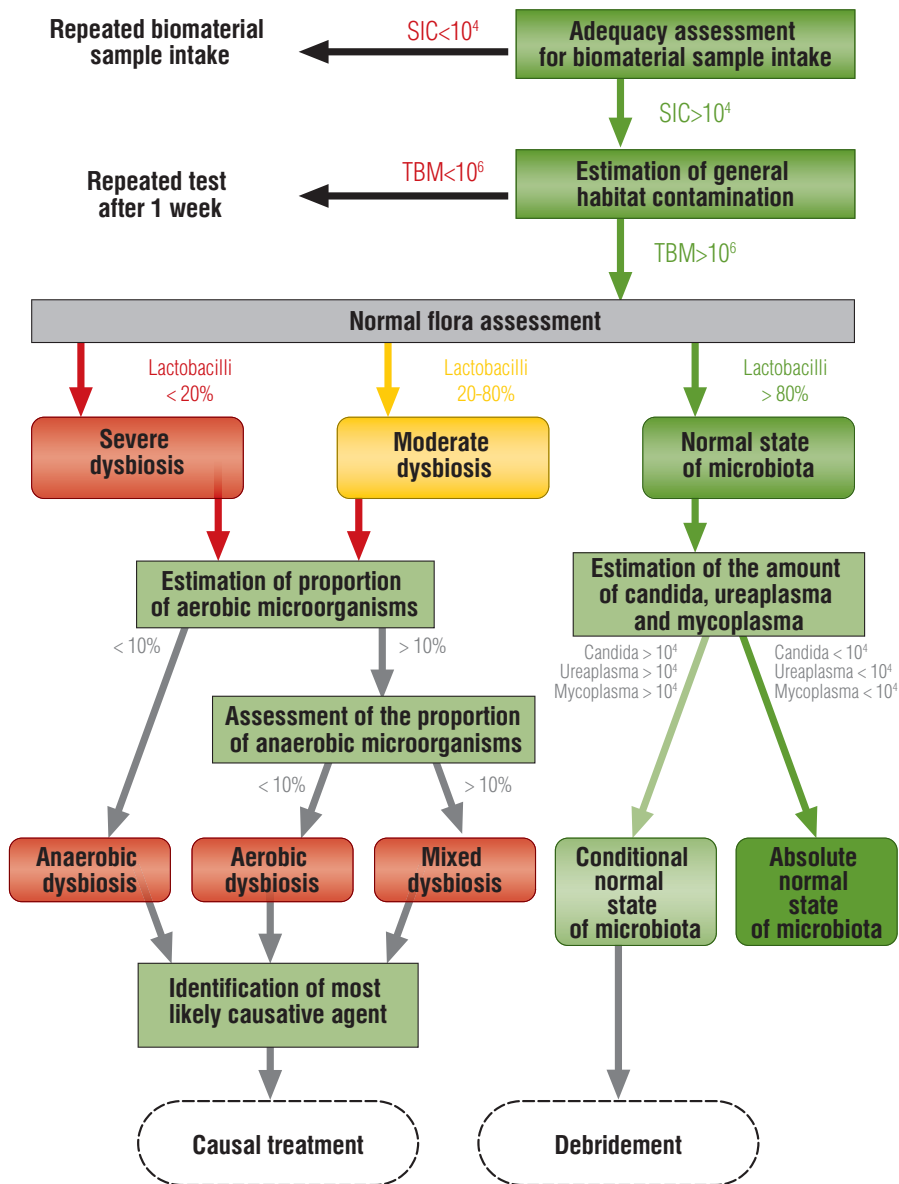 Repeated biomaterial
sample intake
SIC<10⁴
Adequacy assessment
for biomaterial sample intake
SIC>10⁴
Repeated test
after 1 week
TBM<10⁶
Estimation of general
habitat contamination
TBM>10⁶
Normal flora assessment
Lactobacilli
< 20%
Lactobacilli
20-80%
Lactobacilli
> 80%
Severe
dysbiosis
Moderate
dysbiosis
Normal state
of microbiota
Estimation of proportion
of aerobic microorganisms
Estimation of the amount
of candida, ureaplasma
and mycoplasma
< 10%
> 10%
Candida > 10⁴
Ureaplasma > 10⁴
Mycoplasma > 10⁴
Candida < 10⁴
Ureaplasma < 10⁴
Mycoplasma < 10⁴
Assessment of the proportion
of anaerobic microorganisms
< 10%
> 10%
Anaerobic
dysbiosis
Aerobic
dysbiosis
Mixed
dysbiosis
Conditional
normal
state
of microbiota
Absolute
normal
state
of microbiota
Identification of most
likely causative agent
Causal treatment
Debridement